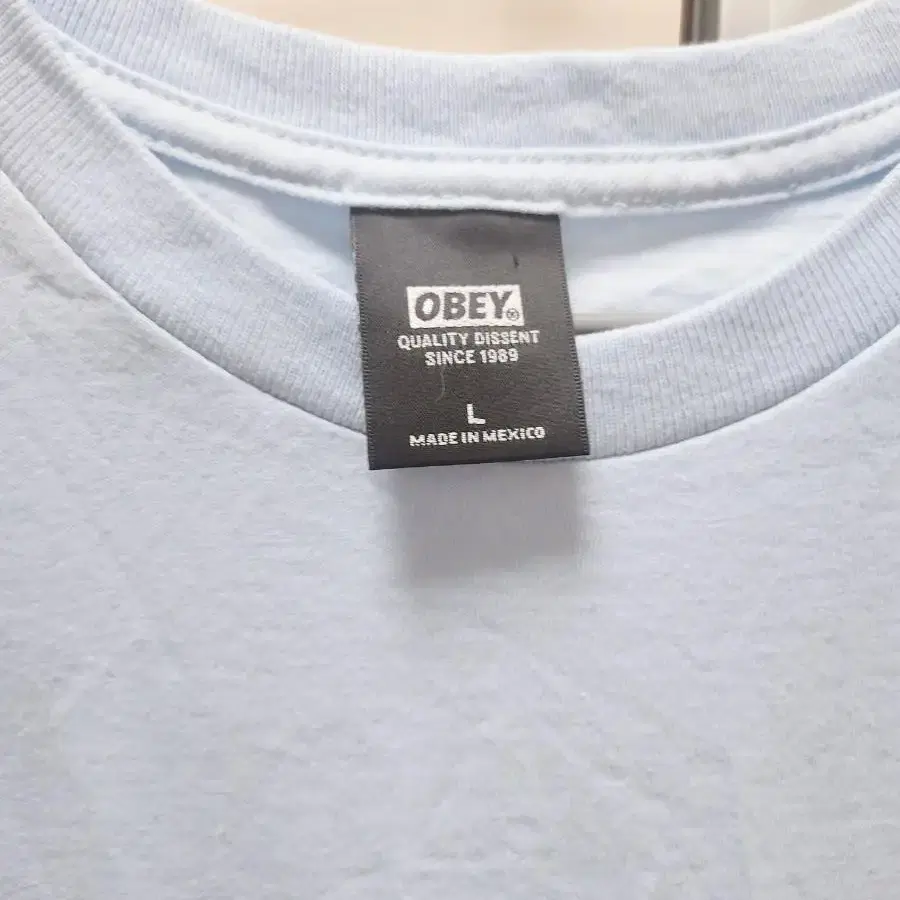 OBEY®
QUALITY DISSENT
SINCE 1989
L
MADE IN MEXICO